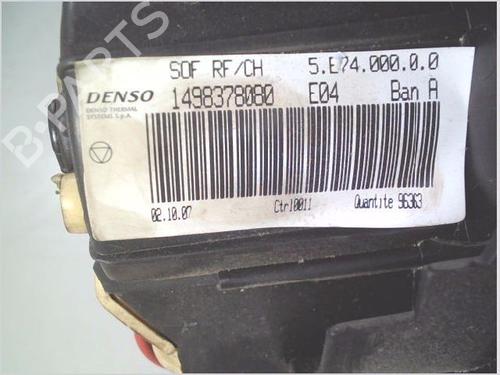 SOF RF/CH 5.E74.000.0.0
DENSO 1498378080 E04 Ban A
DENSO THERMAL
SYSTEMS S.p.A.
02.10.07 Ctrl0011 Quantite 96363
B-PARTS